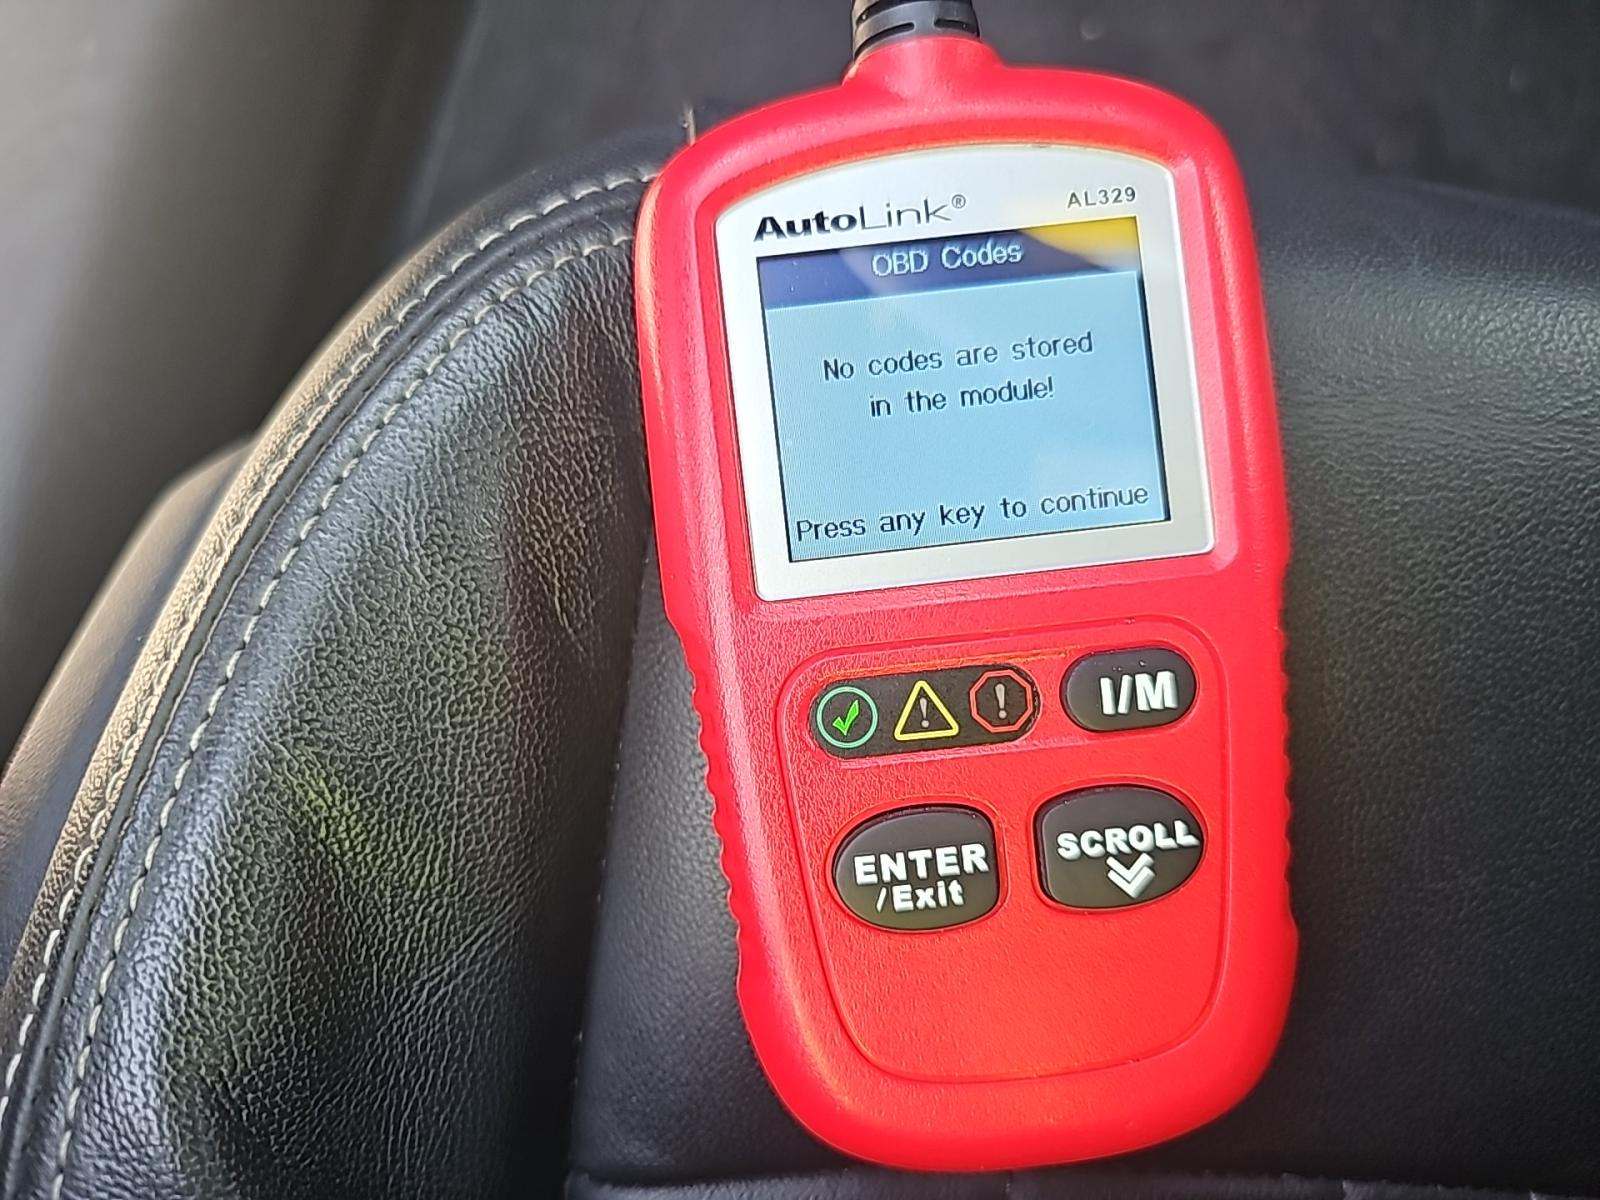 AutoLink® AL329
OBD Codes
No codes are stored
in the module!
Press any key to continue
I/M
ENTER
/Exit
SCROLL